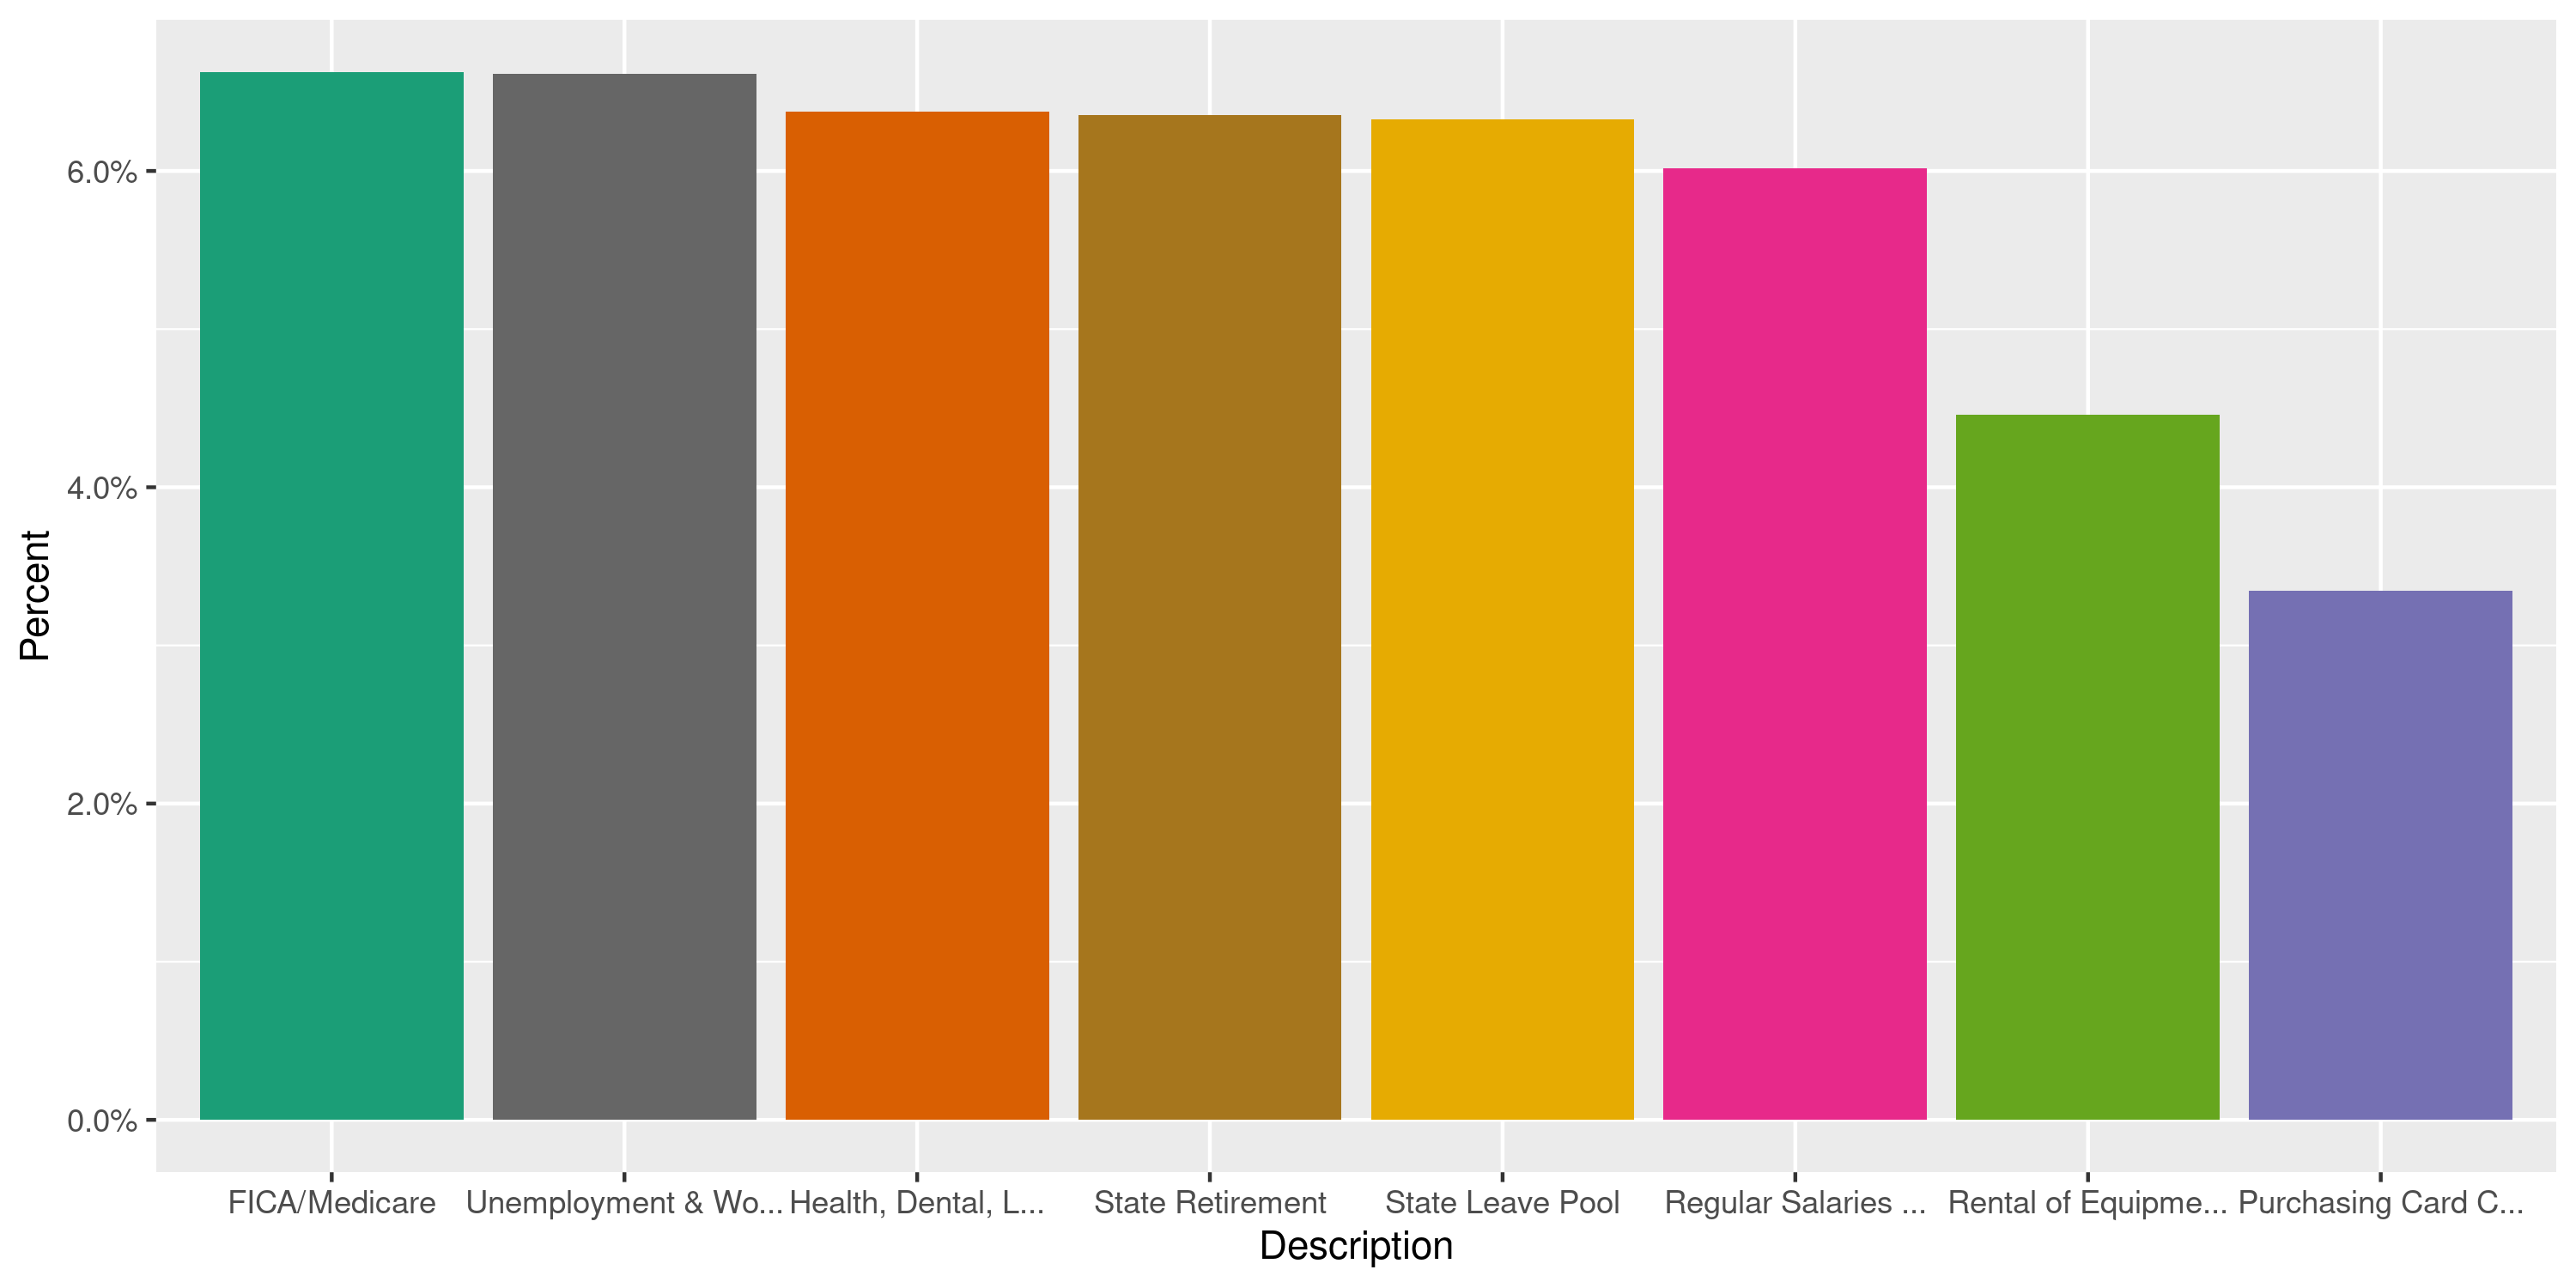 Percent
6.0%
4.0%
2.0%
0.0%
FICA/Medicare
Unemployment & Wo...
Health, Dental, L...
State Retirement
State Leave Pool
Regular Salaries ...
Rental of Equipme...
Purchasing Card C...
Description